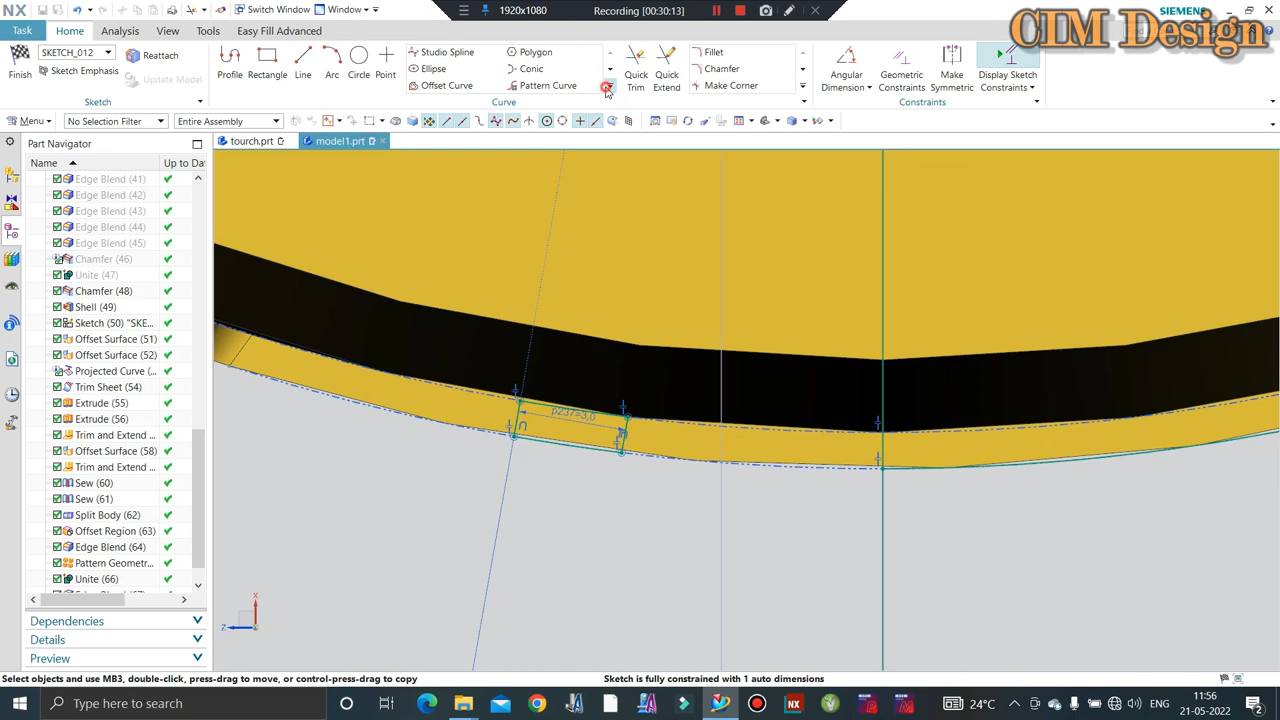 NX
Switch Window
Window
1920x1080
Recording [00:30:13]
SIEMENS
CIM Design
Task
Home
Analysis
View
Tools
Easy Fill Advanced
Finish
SKETCH_012
Sketch Emphasis
Reattach
Update Model
Sketch
Profile
Rectangle
Line
Arc
Circle
Point
Studio Spline
Ellipse
Offset Curve
Polygon
Conic
Pattern Curve
Curve
Quick Trim
Quick Extend
Fillet
Chamfer
Make Corner
Angular Dimension
Geometric Constraints
Make Symmetric
Display Sketch Constraints
Constraints
Menu
No Selection Filter
Entire Assembly
Part Navigator
tourch.prt
model1.prt
Name
Up to Dat
Edge Blend (41)
Edge Blend (42)
Edge Blend (43)
Edge Blend (44)
Edge Blend (45)
Chamfer (46)
Unite (47)
Chamfer (48)
Shell (49)
Sketch (50) "SKE...
Offset Surface (51)
Offset Surface (52)
Projected Curve (...
Trim Sheet (54)
Extrude (55)
Extrude (56)
Trim and Extend ...
Offset Surface (58)
Trim and Extend ...
Sew (60)
Sew (61)
Split Body (62)
Offset Region (63)
Edge Blend (64)
Pattern Geometr...
Unite (66)
Dependencies
Details
Preview
p237=3.0
X
Z
Select objects and use MB3, double-click, press-drag to move, or control-press-drag to copy
Sketch is fully constrained with 1 auto dimensions
Type here to search
24°C
11:56
21-05-2022
2